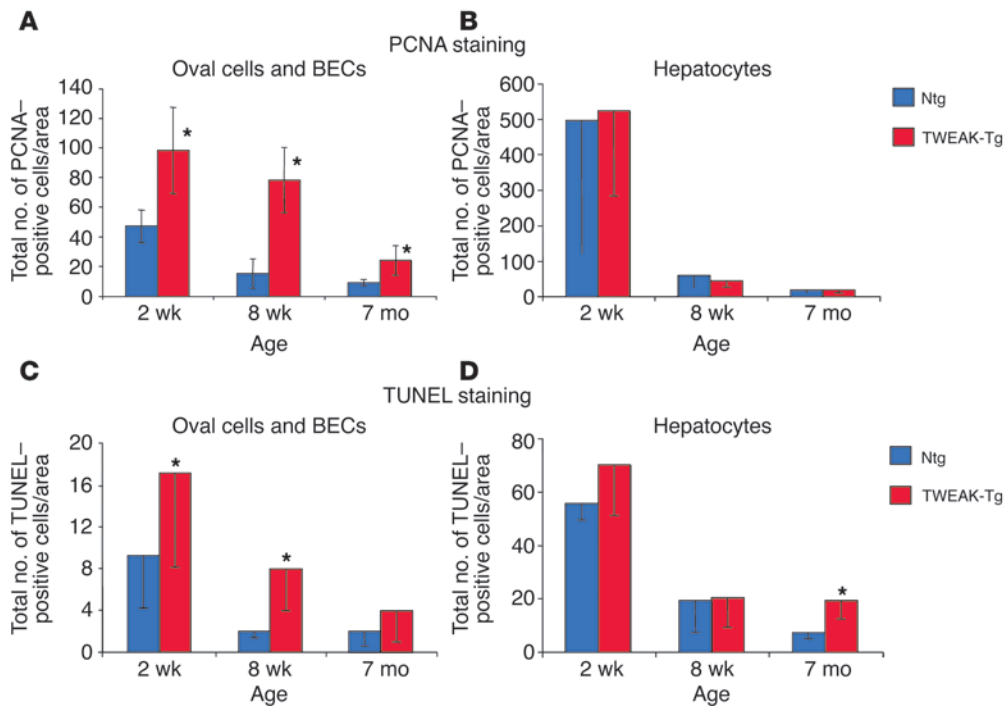 A
B
PCNA staining
Oval cells and BECs
Hepatocytes
Total no. of PCNA–
positive cells/area
140
120
100
80
60
40
20
0
*
*
*
2 wk
8 wk
7 mo
Age
Total no. of PCNA–
positive cells/area
600
500
400
300
200
100
0
2 wk
8 wk
7 mo
Age
Ntg
TWEAK-Tg
C
D
TUNEL staining
Oval cells and BECs
Hepatocytes
Total no. of TUNEL–
positive cells/area
20
16
12
8
4
0
*
*
2 wk
8 wk
7 mo
Age
Total no. of TUNEL–
positive cells/area
80
60
40
20
0
*
2 wk
8 wk
7 mo
Age
Ntg
TWEAK-Tg